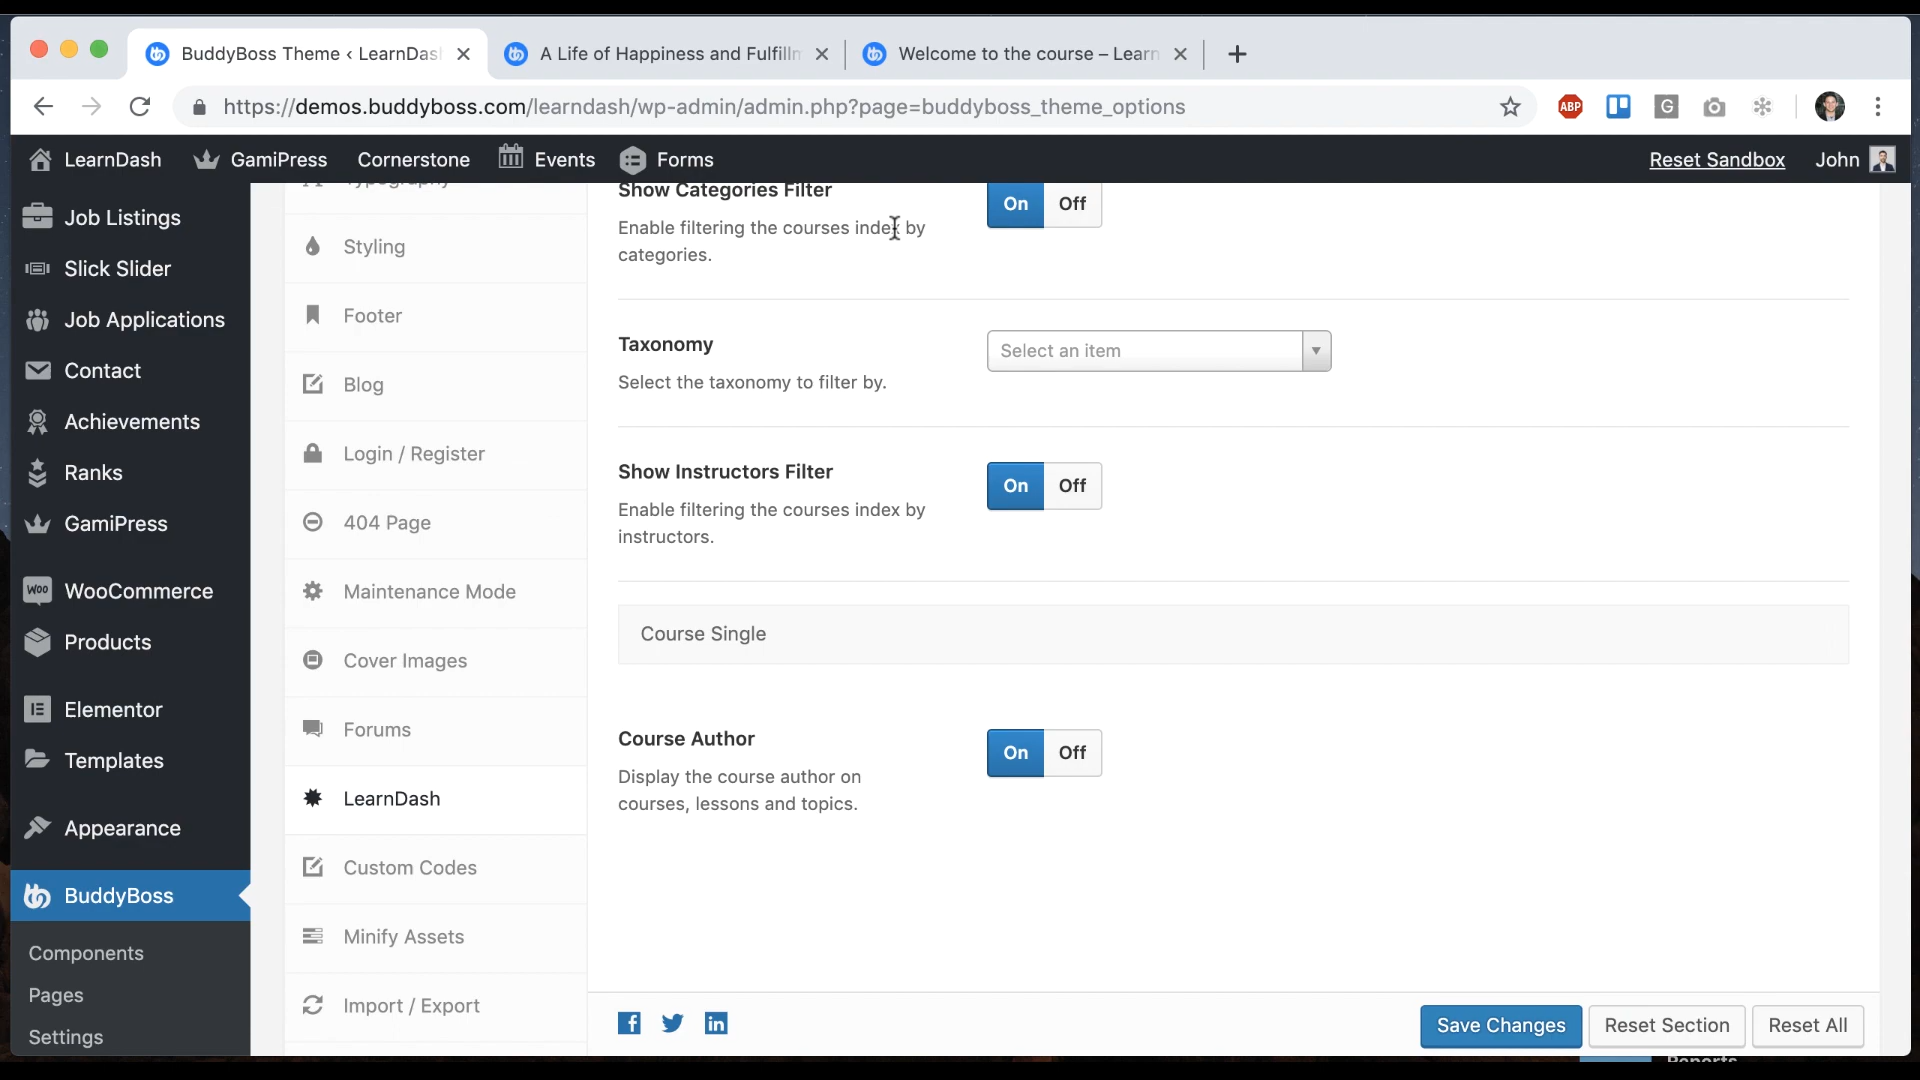 BuddyBoss Theme ‹ LearnDas
A Life of Happiness and Fulfilln
Welcome to the course – Learn
https://demos.buddyboss.com/learndash/wp-admin/admin.php?page=buddyboss_theme_options
ABP
G
LearnDash
GamiPress
Cornerstone
Events
Forms
Reset Sandbox
John
Job Listings
Slick Slider
Job Applications
Contact
Achievements
Ranks
GamiPress
WOO
WooCommerce
Products
Elementor
Templates
Appearance
BuddyBoss
Components
Pages
Settings
Typography
Styling
Footer
Blog
Login / Register
404 Page
Maintenance Mode
Cover Images
Forums
LearnDash
Custom Codes
Minify Assets
Import / Export
Show Categories Filter
On
Off
Enable filtering the courses index by
categories.
Taxonomy
Select an item
Select the taxonomy to filter by.
Show Instructors Filter
On
Off
Enable filtering the courses index by
instructors.
Course Single
Course Author
On
Off
Display the course author on
courses, lessons and topics.
Save Changes
Reset Section
Reset All
Reports